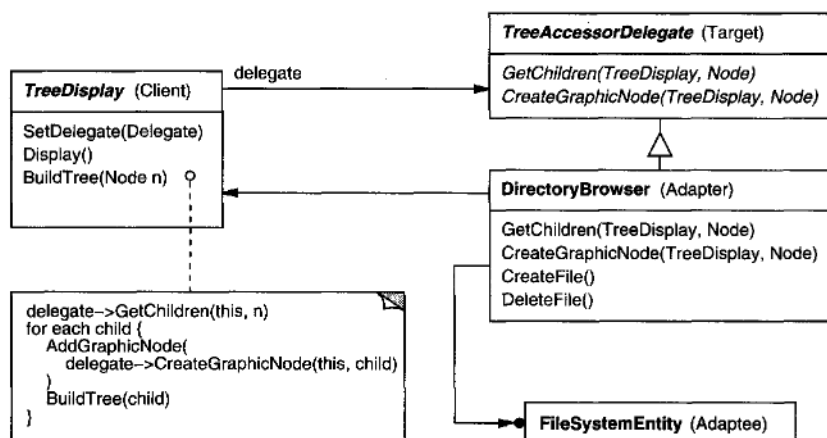 TreeAccessorDelegate (Target)
GetChildren(TreeDisplay, Node)
CreateGraphicNode(TreeDisplay, Node)
delegate
TreeDisplay (Client)
SetDelegate(Delegate)
Display()
BuildTree(Node n)
DirectoryBrowser (Adapter)
GetChildren(TreeDisplay, Node)
CreateGraphicNode(TreeDisplay, Node)
CreateFile()
DeleteFile()
delegate->GetChildren(this, n)
for each child {
AddGraphicNode(
delegate->CreateGraphicNode(this, child)
)
BuildTree(child)
}
FileSystemEntity (Adaptee)